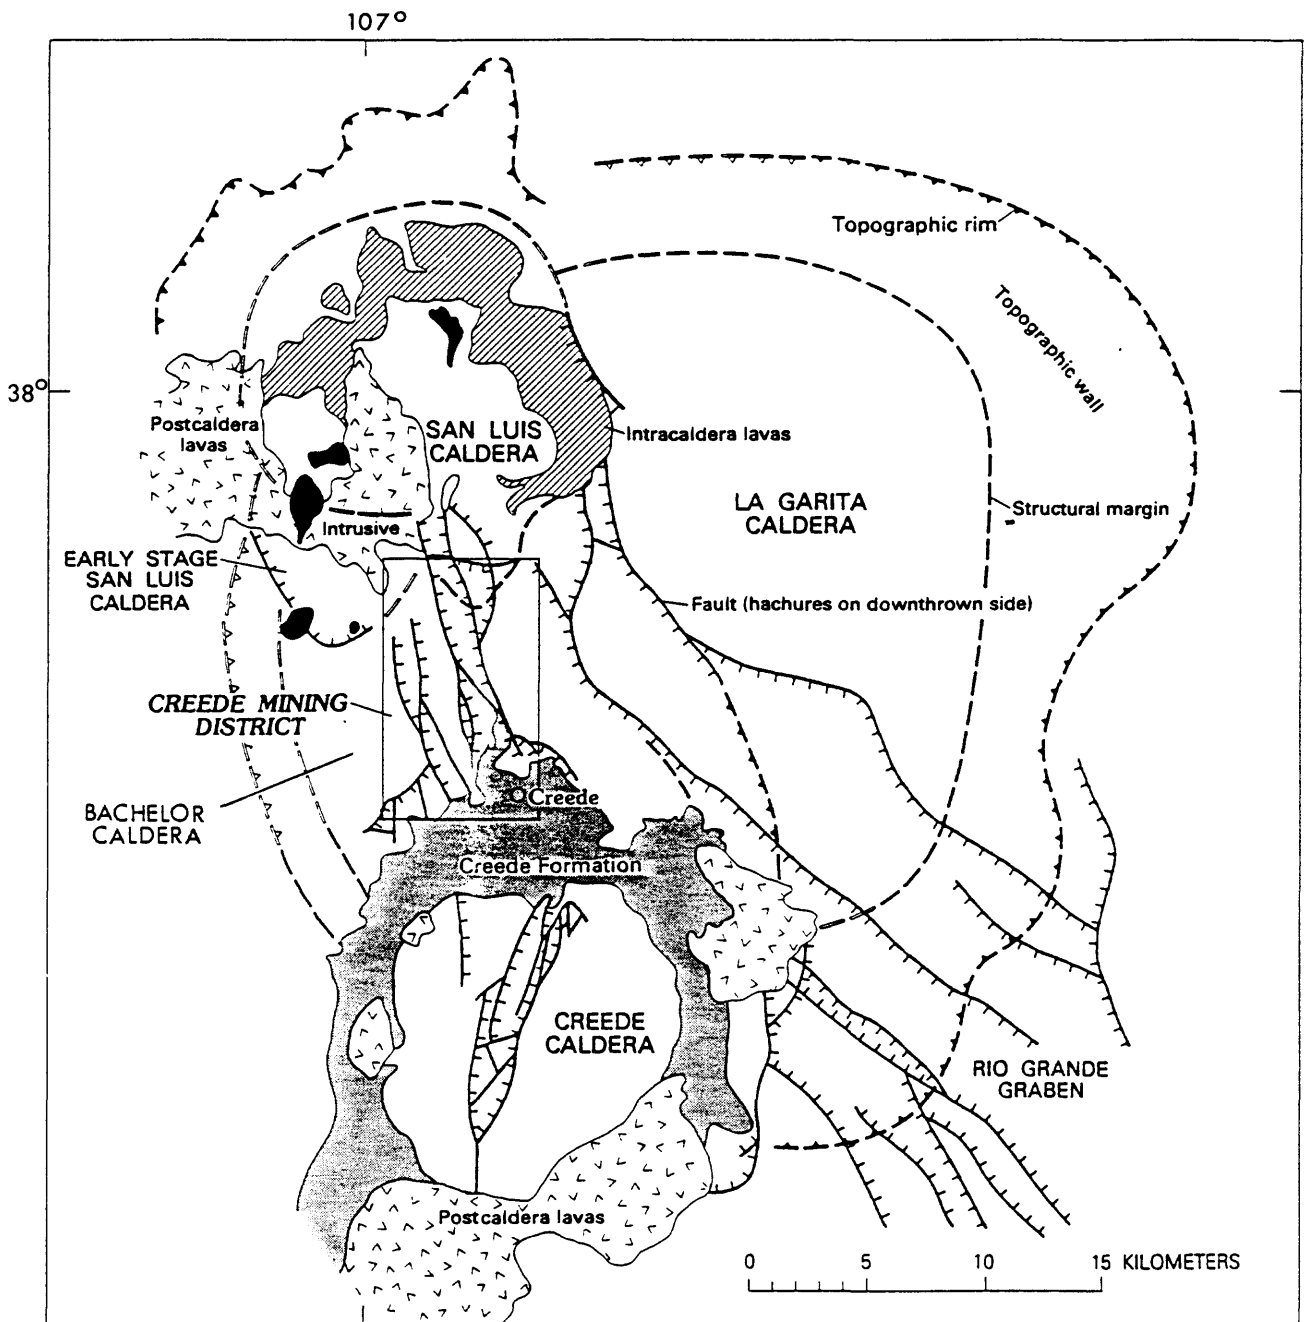 107°
Topographic rim
Topographic wall
38°
Postcaldera
lavas
SAN LUIS
CALDERA
Intracaldera lavas
LA GARITA
CALDERA
Structural margin
Intrusive
EARLY STAGE
SAN LUIS
CALDERA
Fault (hachures on downthrown side)
CREEDE MINING
DISTRICT
Creede
BACHELOR
CALDERA
Creede Formation
CREEDE
CALDERA
RIO GRANDE
GRABEN
Postcaldera lavas
0 5 10 15 KILOMETERS